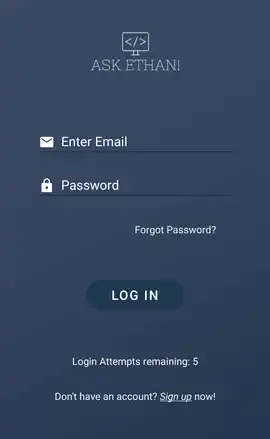 </>
ASK ETHAN!
Enter Email
Password
Forgot Password?
LOG IN
Login Attempts remaining: 5
Don't have an account? Sign up now!